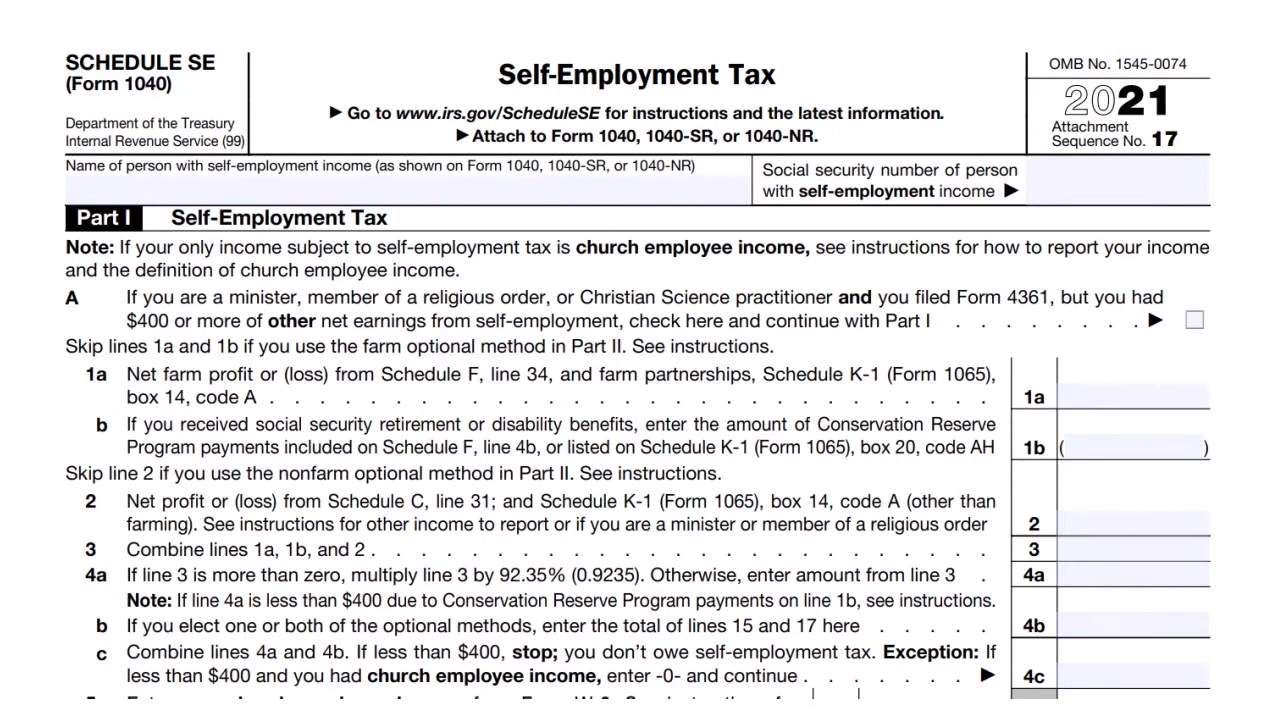 SCHEDULE SE
(Form 1040)
Department of the Treasury
Internal Revenue Service (99)
Self-Employment Tax
▶ Go to www.irs.gov/ScheduleSE for instructions and the latest information.
▶ Attach to Form 1040, 1040-SR, or 1040-NR.
OMB No. 1545-0074
2021
Attachment
Sequence No. 17
Name of person with self-employment income (as shown on Form 1040, 1040-SR, or 1040-NR)
Social security number of person
with self-employment income ▶
Part I Self-Employment Tax
Note: If your only income subject to self-employment tax is church employee income, see instructions for how to report your income
and the definition of church employee income.
A If you are a minister, member of a religious order, or Christian Science practitioner and you filed Form 4361, but you had
$400 or more of other net earnings from self-employment, check here and continue with Part I . . . . . . . . ▶
Skip lines 1a and 1b if you use the farm optional method in Part II. See instructions.
1a Net farm profit or (loss) from Schedule F, line 34, and farm partnerships, Schedule K-1 (Form 1065),
box 14, code A . . . . . . . . . . . . . . . . . . . . . . . . . . . . 1a
b If you received social security retirement or disability benefits, enter the amount of Conservation Reserve
Program payments included on Schedule F, line 4b, or listed on Schedule K-1 (Form 1065), box 20, code AH 1b ( )
Skip line 2 if you use the nonfarm optional method in Part II. See instructions.
2 Net profit or (loss) from Schedule C, line 31; and Schedule K-1 (Form 1065), box 14, code A (other than
farming). See instructions for other income to report or if you are a minister or member of a religious order 2
3 Combine lines 1a, 1b, and 2 . . . . . . . . . . . . . . . . . . . . . . . . 3
4a If line 3 is more than zero, multiply line 3 by 92.35% (0.9235). Otherwise, enter amount from line 3 . 4a
Note: If line 4a is less than $400 due to Conservation Reserve Program payments on line 1b, see instructions.
b If you elect one or both of the optional methods, enter the total of lines 15 and 17 here . . . . . 4b
c Combine lines 4a and 4b. If less than $400, stop; you don't owe self-employment tax. Exception: If
less than $400 and you had church employee income, enter -0- and continue . . . . . . . ▶ 4c